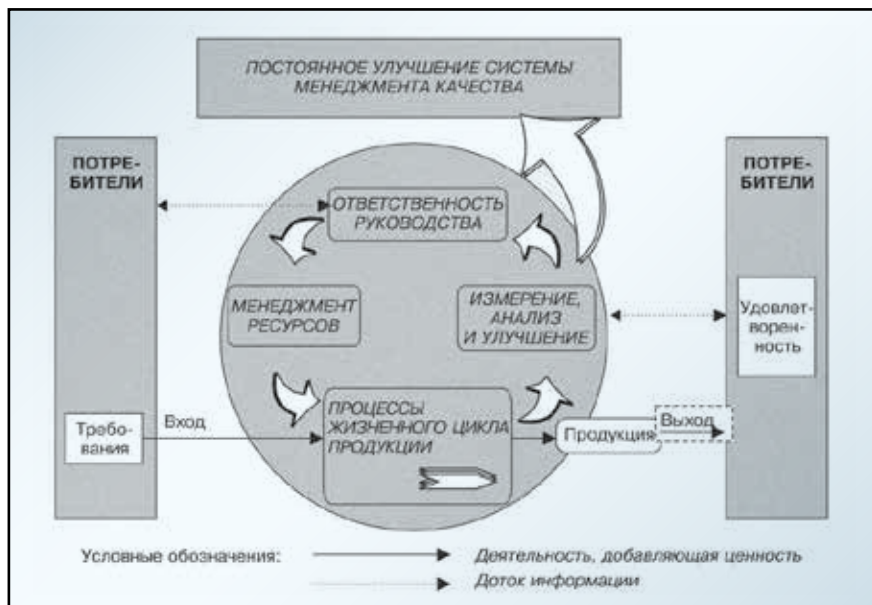 ПОСТОЯННОЕ УЛУЧШЕНИЕ СИСТЕМЫ
МЕНЕДЖМЕНТА КАЧЕСТВА
ПОТРЕ-
БИТЕЛИ
ПОТРЕ-
БИТЕЛИ
ОТВЕТСТВЕННОСТЬ
РУКОВОДСТВА
МЕНЕДЖМЕНТ
РЕСУРСОВ
ИЗМЕРЕНИЕ,
АНАЛИЗ
И УЛУЧШЕНИЕ
Удовлет-
ворен-
ность
Требо-
вания
Вход
ПРОЦЕССЫ
ЖИЗНЕННОГО ЦИКЛА
ПРОДУКЦИИ
Продукция
Выход
Условные обозначения:
Деятельность, добавляющая ценность
Доток информации